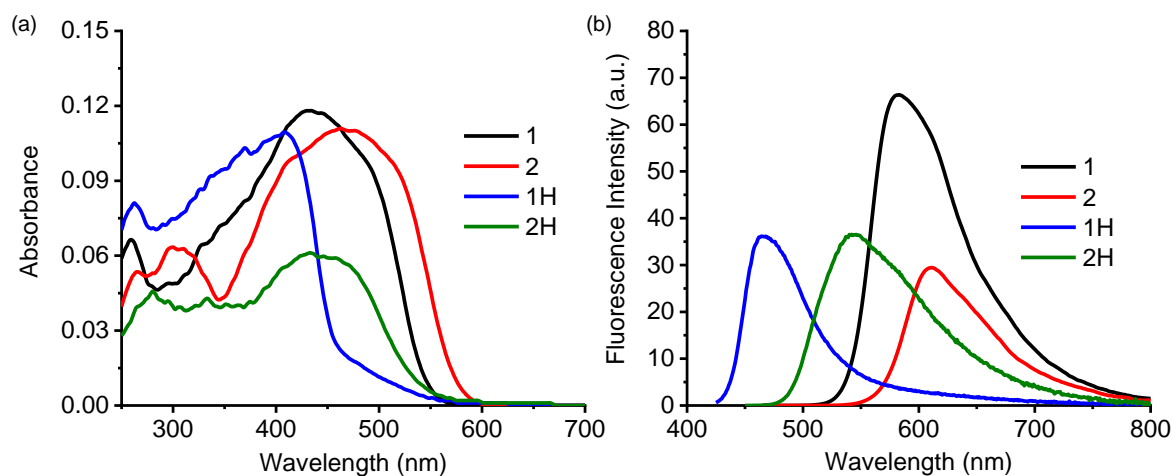 (a)
0.15
0.12
0.09
0.06
0.03
0.00
Absorbance
300 400 500 600 700
Wavelength (nm)
1
2
1H
2H
(b)
80
70
60
50
40
30
20
10
0
Fluorescence Intensity (a.u.)
400 500 600 700 800
Wavelength (nm)
1
2
1H
2H